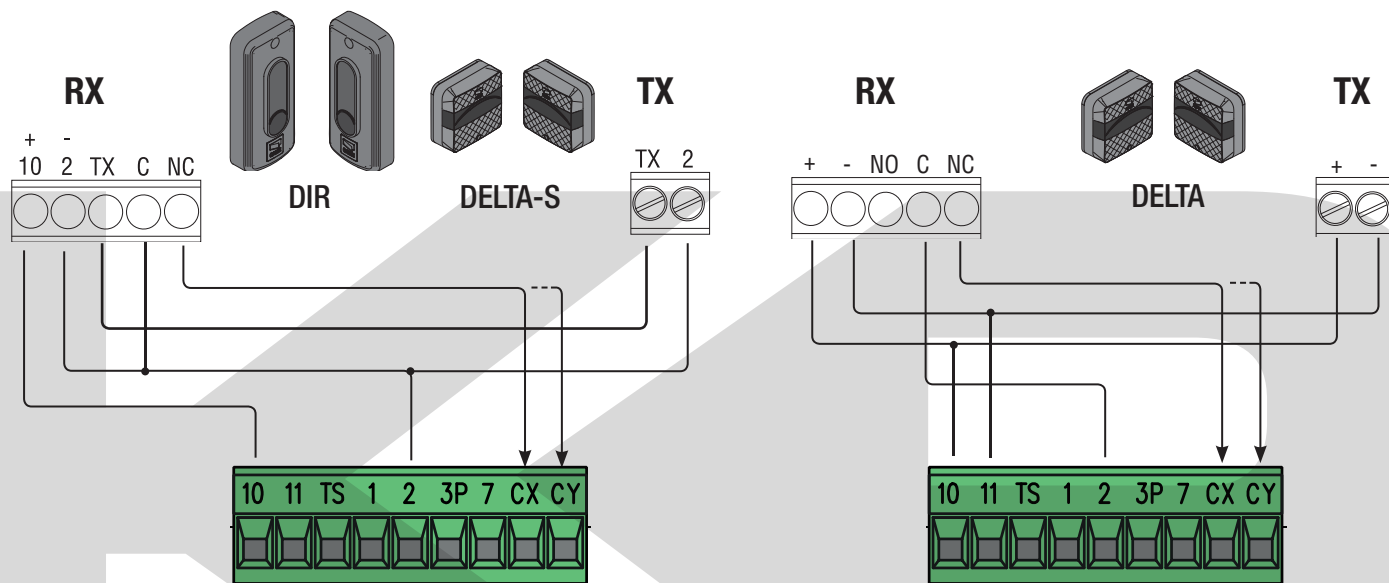 RX TX
+ -
10 2 TX C NC
TX 2
DIR DELTA-S
10 11 TS 1 2 3P 7 CX CY
RX TX
+ - NO C NC
+ -
DELTA
10 11 TS 1 2 3P 7 CX CY